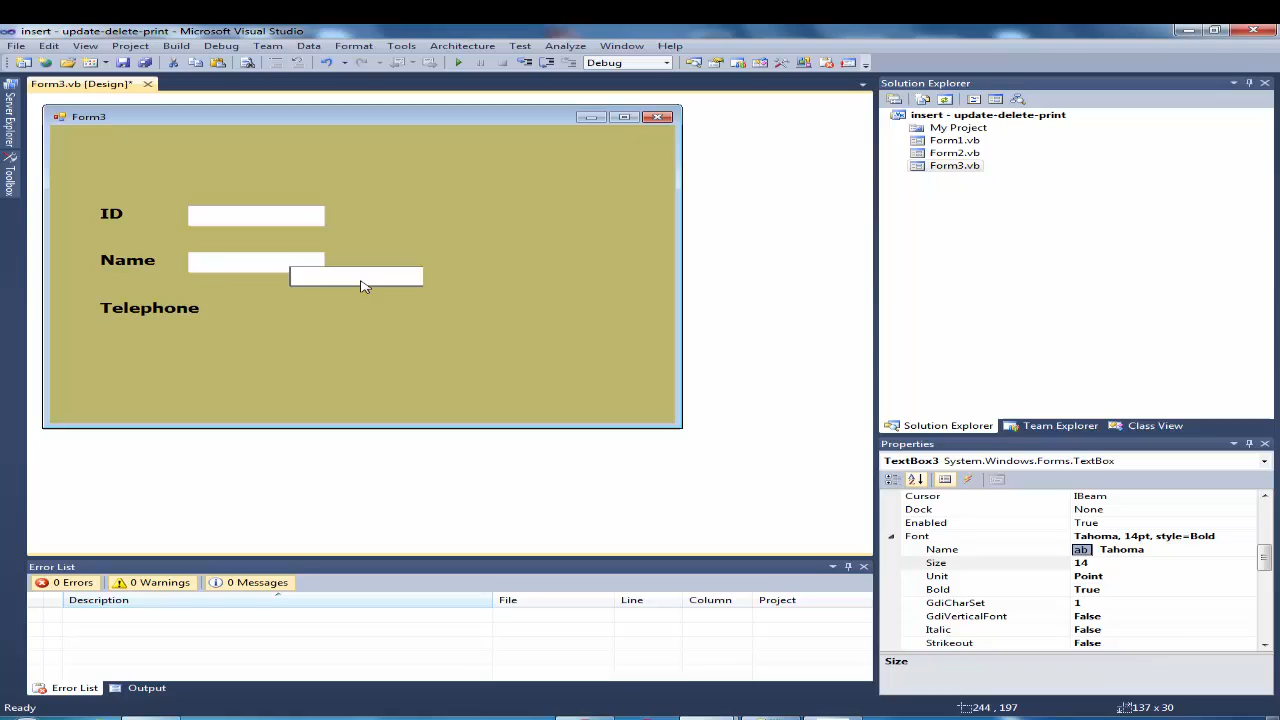 insert - update-delete-print - Microsoft Visual Studio
File Edit View Project Build Debug Team Data Format Tools Architecture Test Analyze Window Help
Debug
Form3.vb [Design]*
Server Explorer
Toolbox
Form3
ID
Name
Telephone
Solution Explorer
insert - update-delete-print
My Project
Form1.vb
Form2.vb
Form3.vb
Solution Explorer Team Explorer Class View
Properties
TextBox3 System.Windows.Forms.TextBox
Cursor IBeam
Dock None
Enabled True
Font Tahoma, 14pt, style=Bold
Name ab Tahoma
Size 14
Unit Point
Bold True
GdiCharSet 1
GdiVerticalFont False
Italic False
Strikeout False
Size
Error List
0 Errors 0 Warnings 0 Messages
Description File Line Column Project
Error List Output
Ready 244 , 197 137 x 30